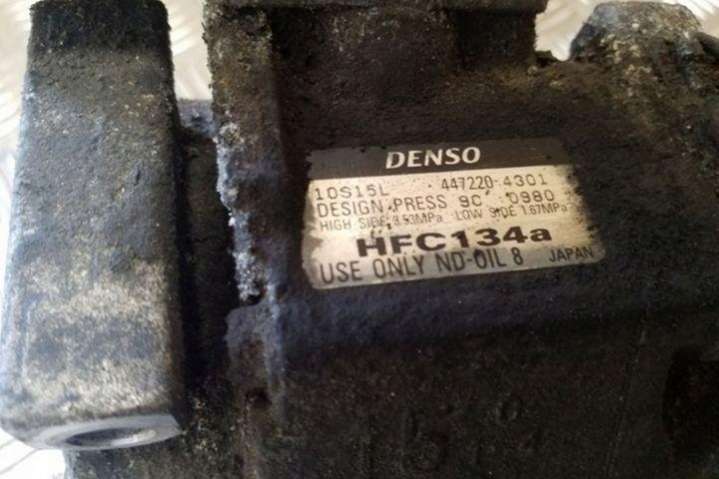 DENSO
10S15L 447220-4301
DESIGN PRESS 90° 0980
HIGH SIDE 3.53MPa LOW SIDE 1.67MPa
HFC134a
USE ONLY ND-OIL 8 JAPAN